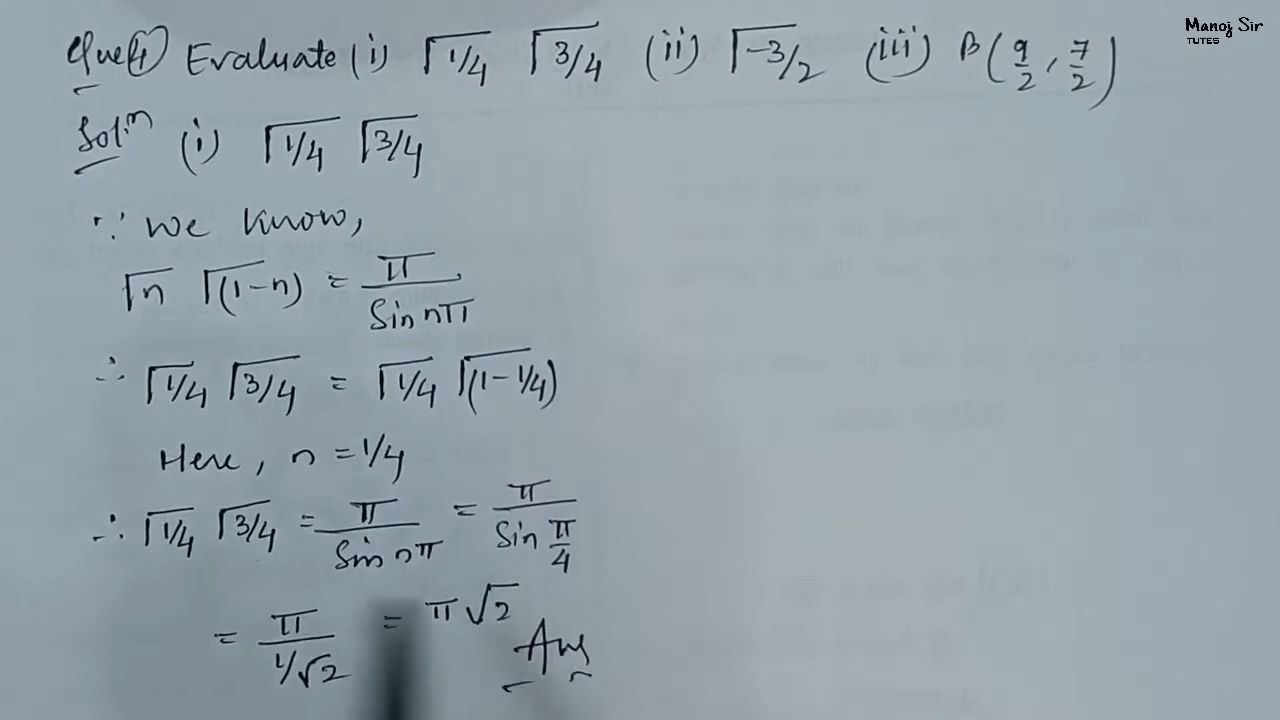 Manoj Sir
TUTES
Que(4) Evaluate (i) Γ1/4 Γ3/4 (ii) Γ-3/2 (iii) β(9/2, 7/2)
Solⁿ (i) Γ1/4 Γ3/4
∵ we know,
Γn Γ(1-n) = π/Sin nπ
∴ Γ1/4 Γ3/4 = Γ1/4 Γ(1-1/4)
Here, n = 1/4
∴ Γ1/4 Γ3/4 = π/Sin nπ = π/Sin π/4
= π/1/√2 = π√2 Ans